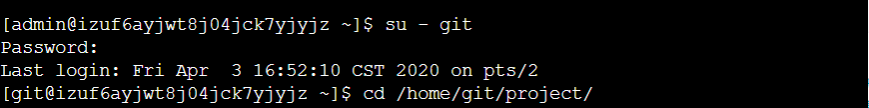 [admin@izuf6ayjwt8j04jck7yjyjz ~]$ su - git
Password:
Last login: Fri Apr  3 16:52:10 CST 2020 on pts/2
[git@izuf6ayjwt8j04jck7yjyjz ~]$ cd /home/git/project/